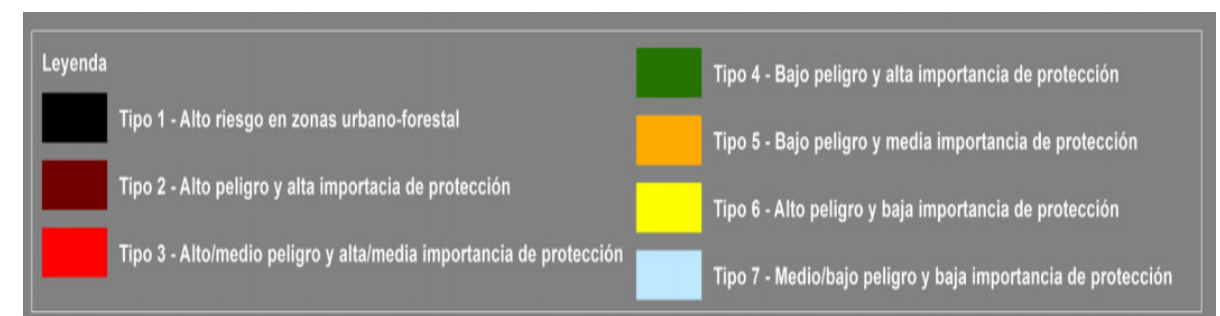 Leyenda
Tipo 1 - Alto riesgo en zonas urbano-forestal
Tipo 2 - Alto peligro y alta importacia de protección
Tipo 3 - Alto/medio peligro y alta/media importancia de protección
Tipo 4 - Bajo peligro y alta importancia de protección
Tipo 5 - Bajo peligro y media importancia de protección
Tipo 6 - Alto peligro y baja importancia de protección
Tipo 7 - Medio/bajo peligro y baja importancia de protección